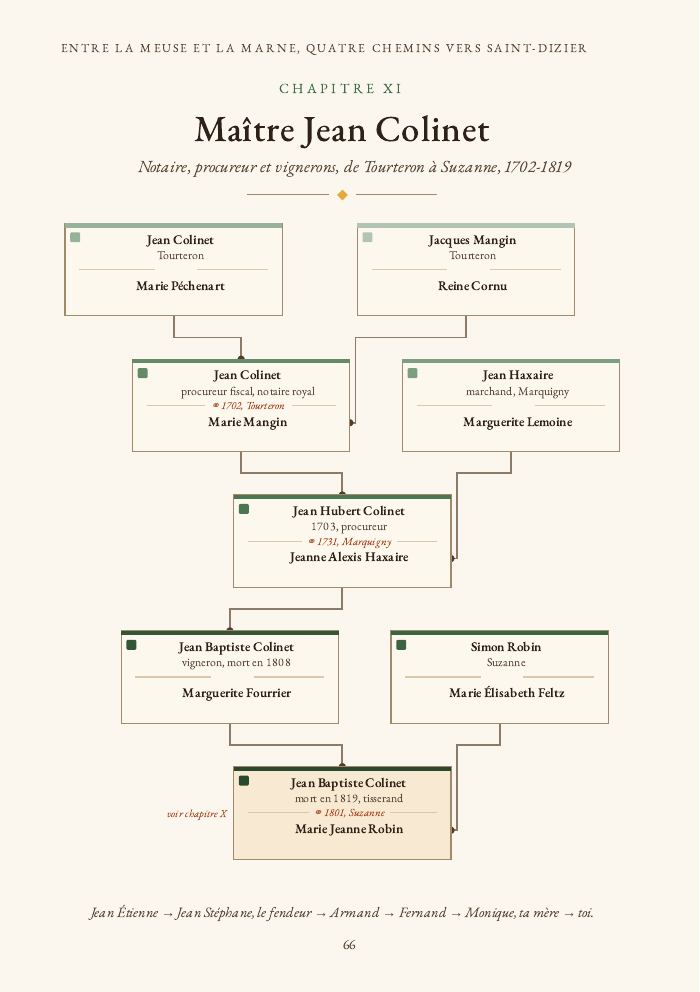 ENTRE LA MEUSE ET LA MARNE, QUATRE CHEMINS VERS SAINT-DIZIER
CHAPITRE XI
Maître Jean Colinet
Notaire, procureur et vignerons, de Tourteron à Suzanne, 1702-1819
Jean Colinet
Tourteron
Marie Péchenart
Jacques Mangin
Tourteron
Reine Cornu
Jean Colinet
procureur fiscal, notaire royal
⚭ 1702, Tourteron
Marie Mangin
Jean Haxaire
marchand, Marquigny
Marguerite Lemoine
Jean Hubert Colinet
1703, procureur
⚭ 1731, Marquigny
Jeanne Alexis Haxaire
Jean Baptiste Colinet
vigneron, mort en 1808
Marguerite Fourrier
Simon Robin
Suzanne
Marie Élisabeth Feltz
Jean Baptiste Colinet
mort en 1819, tisserand
⚭ 1801, Suzanne
Marie Jeanne Robin
voir chapitre X
Jean Étienne → Jean Stéphane, le fendeur → Armand → Fernand → Monique, ta mère → toi.
66